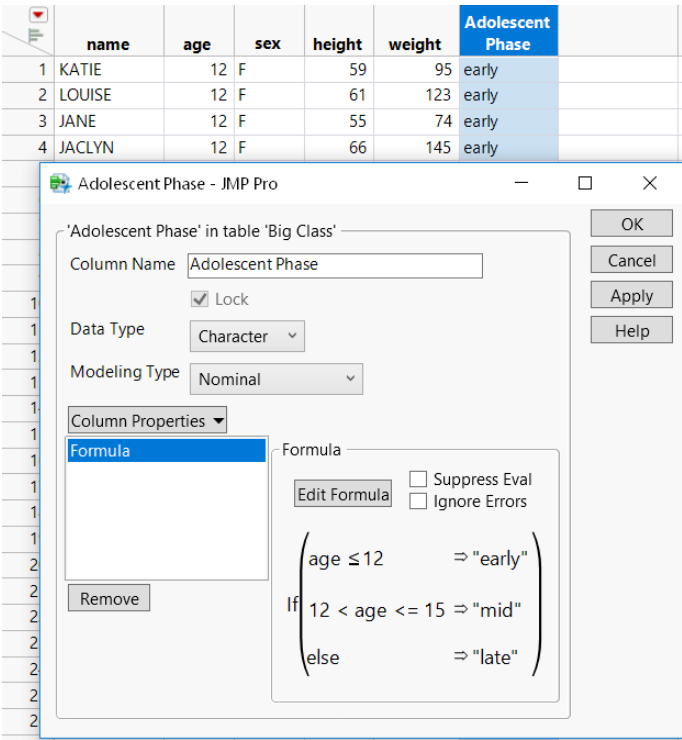 Adolescent
name age sex height weight Phase
1 KATIE 12 F 59 95 early
2 LOUISE 12 F 61 123 early
3 JANE 12 F 55 74 early
4 JACLYN 12 F 66 145 early
Adolescent Phase - JMP Pro
'Adolescent Phase' in table 'Big Class'
OK
Column Name Adolescent Phase
Cancel
Lock
Apply
Data Type Character
Help
Modeling Type Nominal
Column Properties
Formula
Formula
Suppress Eval
Edit Formula
Ignore Errors
age ≤12 ⇒ "early"
Remove
If 12 < age <= 15 ⇒ "mid"
else ⇒ "late"